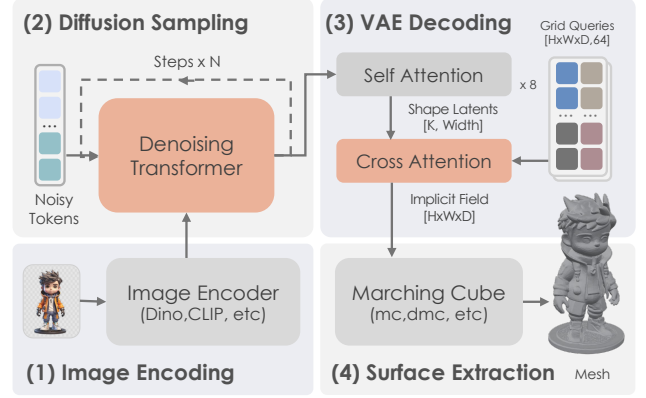 (2) Diffusion Sampling
Steps x N
...
Denoising
Transformer
Noisy
Tokens
Image Encoder
(Dino,CLIP, etc)
(1) Image Encoding
(3) VAE Decoding
Grid Queries
[HxWxD,64]
Self Attention
x 8
Shape Latents
[K, Width]
... ...
Cross Attention
Implicit Field
[HxWxD]
Marching Cube
(mc,dmc, etc)
(4) Surface Extraction
Mesh